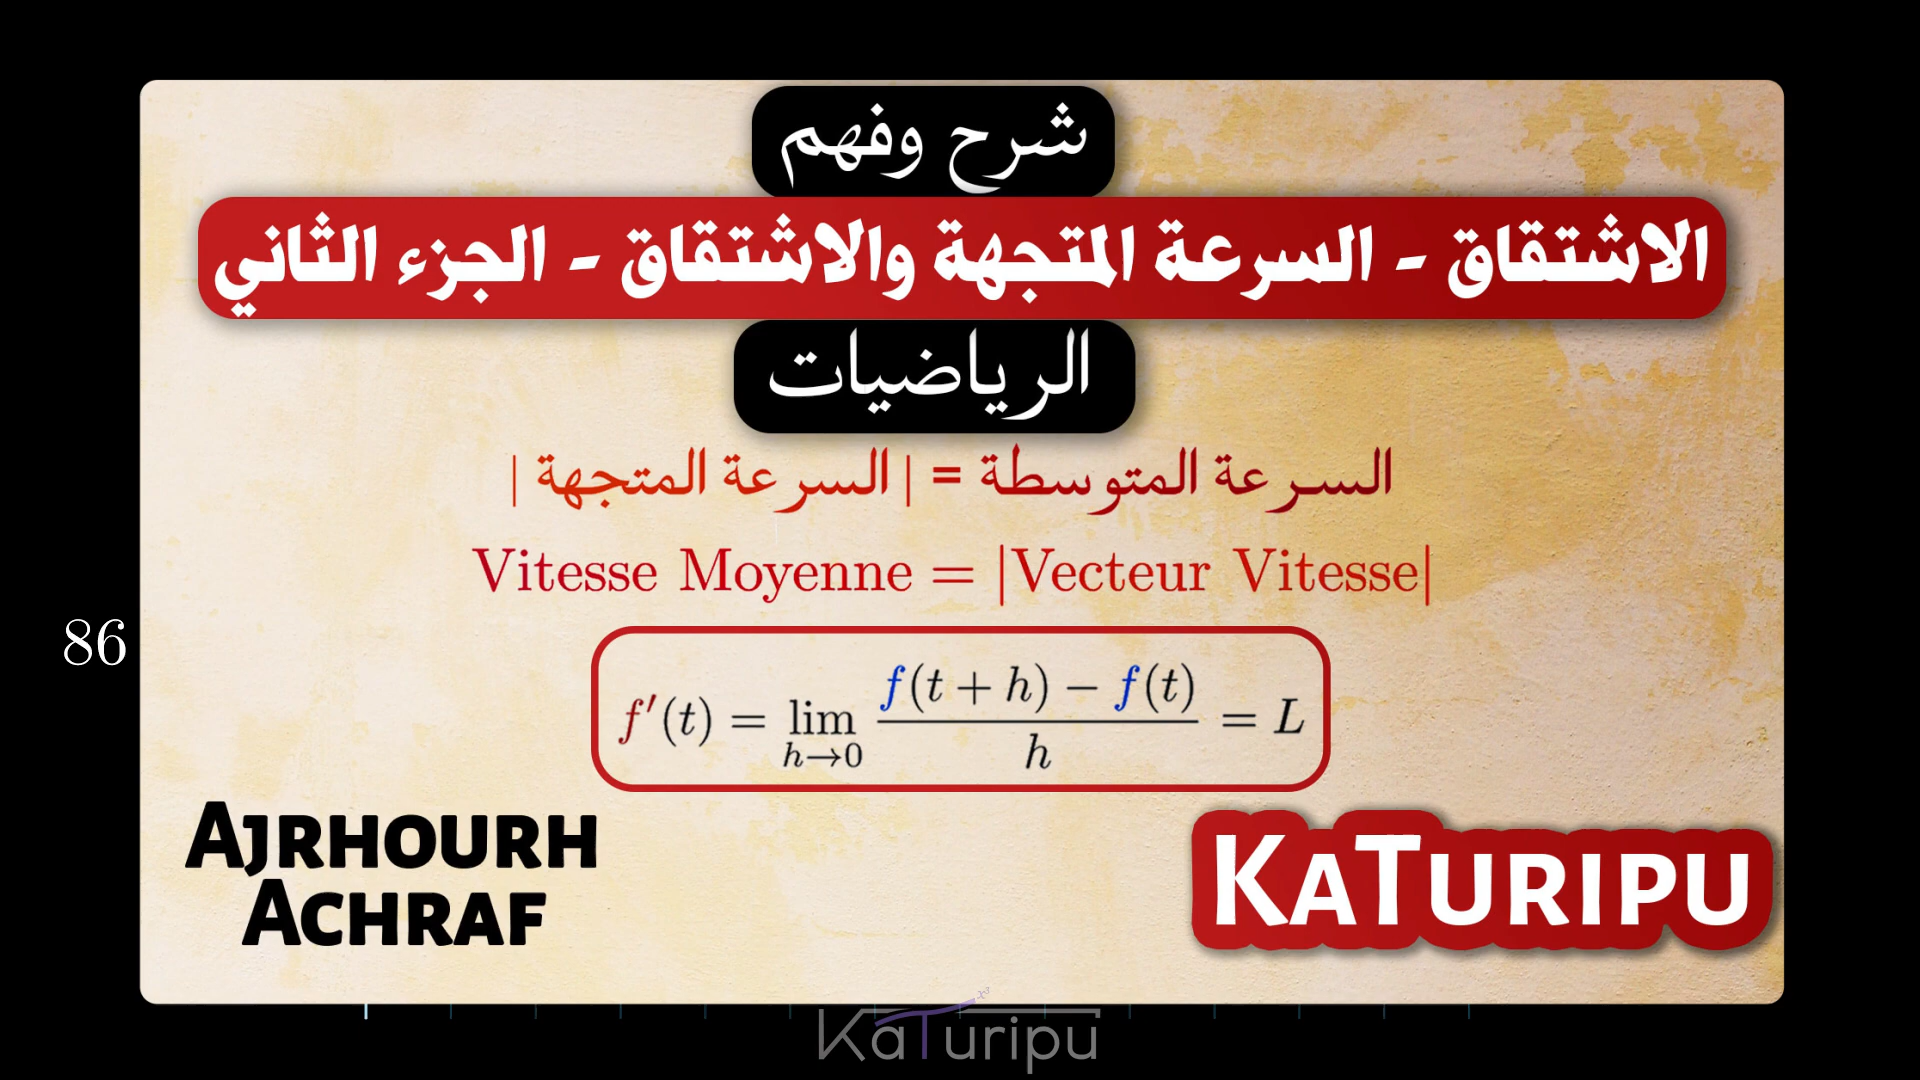 شرح وفهم
الاشتقاق - السرعة المتجهة والاشتقاق - الجزء الثاني
الرياضيات
السرعة المتوسطة = | السرعة المتجهة |
Vitesse Moyenne = |Vecteur Vitesse|
86
f′(t) = lim h→0 f(t + h) − f(t) / h = L
AJRHOURH
ACHRAF
KATURIPU
KaTuripu